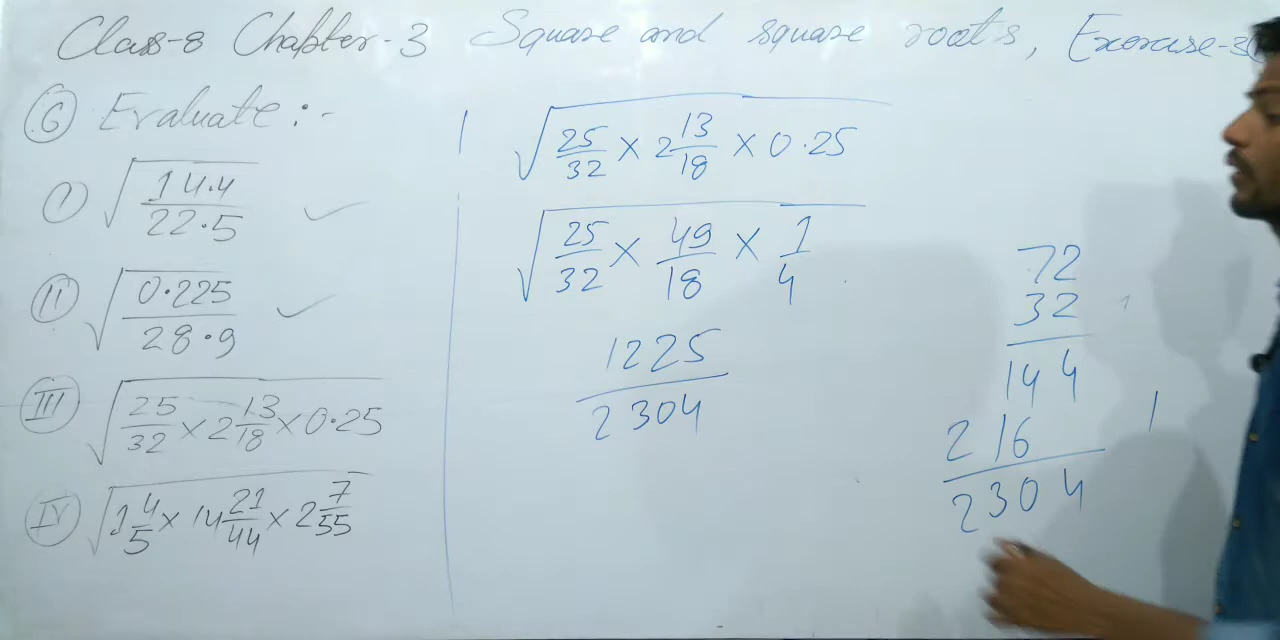 Class-8 Chapter-3 Square and square roots, Exercise-3(
(6) Evaluate :-
(I) √(14.4/22.5) ✓
(II) √(0.225/28.9) ✓
(III) √(25/32 × 2 13/18 × 0.25)
(IV) √(1 4/5 × 14 21/44 × 2 7/55)
√(25/32 × 2 13/18 × 0.25)
√(25/32 × 49/18 × 1/4)
1225/2304
72
32
144
216
2304